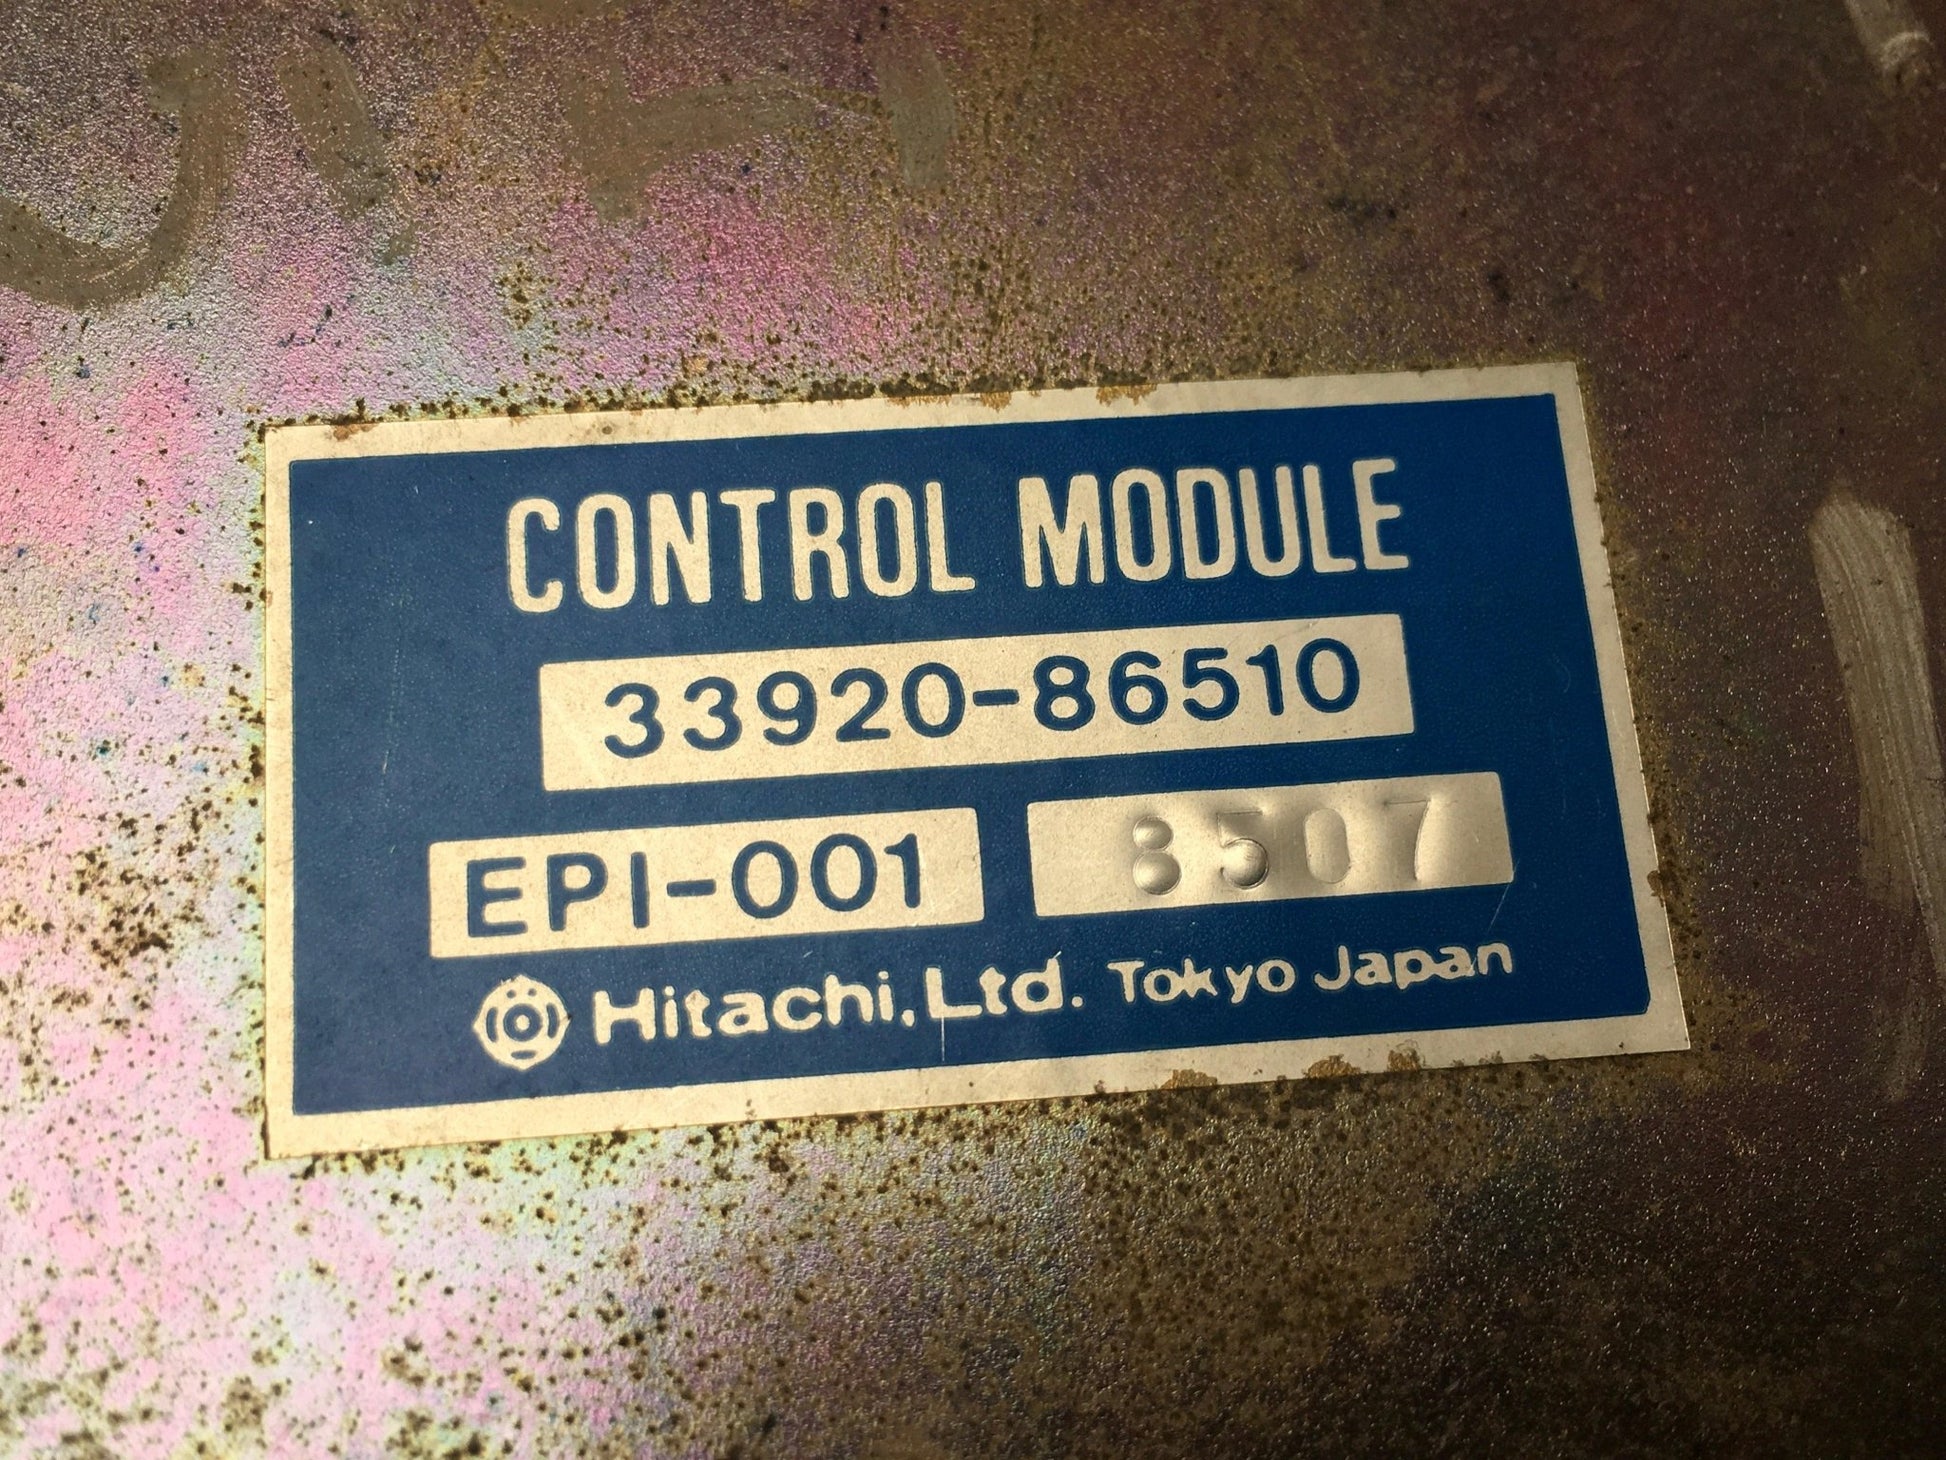 CONTROL MODULE
33920-86510
EPI-001 8507
Hitachi, Ltd. Tokyo Japan